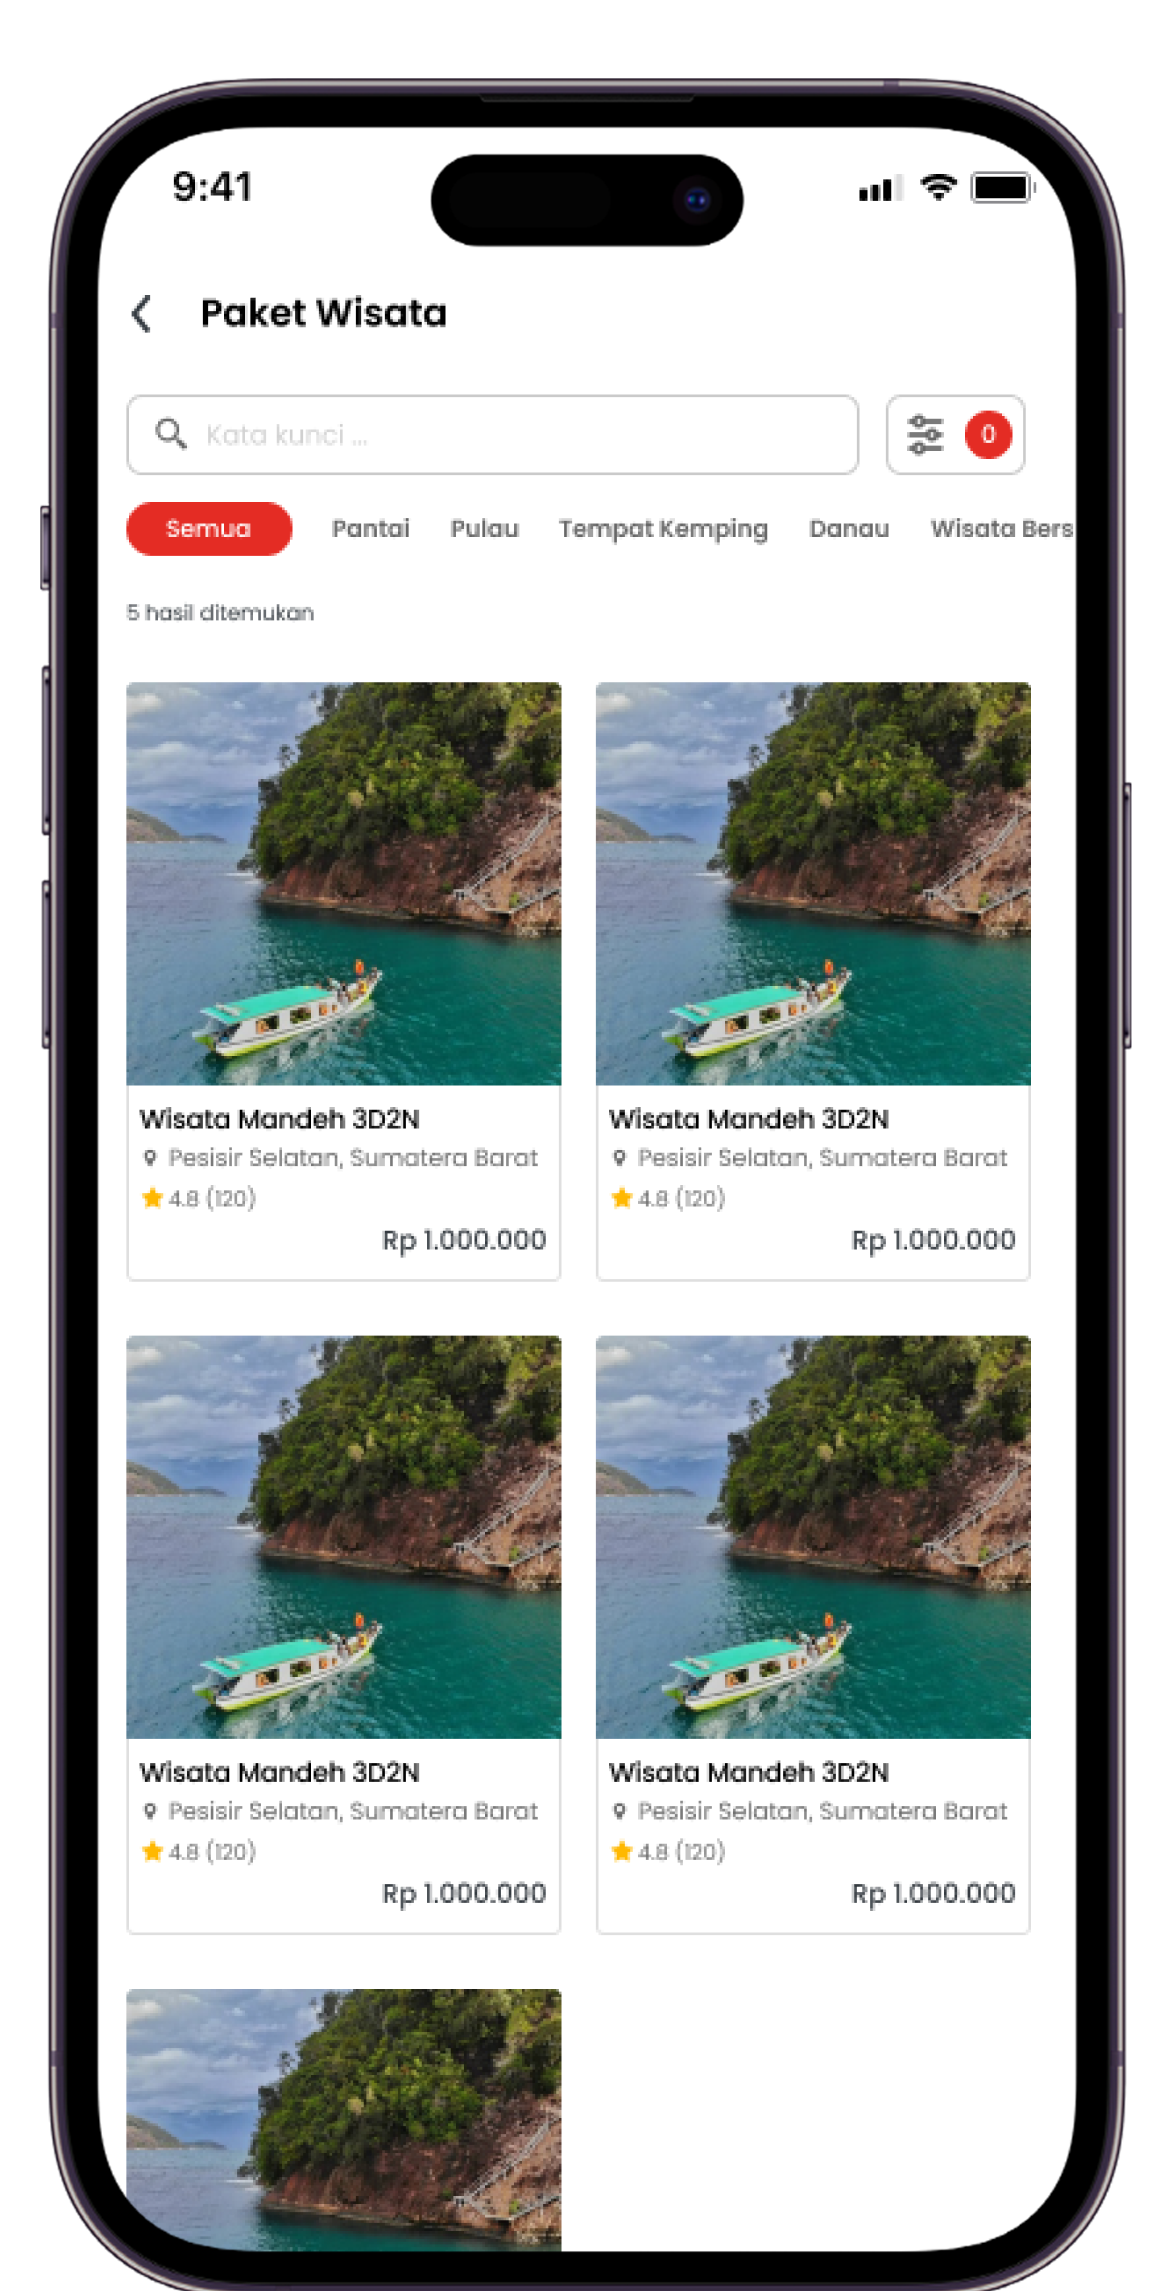 9:41
Paket Wisata
Kata kunci ...
0
Semua Pantai Pulau Tempat Kemping Danau Wisata Bers
5 hasil ditemukan
Wisata Mandeh 3D2N
Pesisir Selatan, Sumatera Barat
4.8 (120)
Rp 1.000.000
Wisata Mandeh 3D2N
Pesisir Selatan, Sumatera Barat
4.8 (120)
Rp 1.000.000
Wisata Mandeh 3D2N
Pesisir Selatan, Sumatera Barat
4.8 (120)
Rp 1.000.000
Wisata Mandeh 3D2N
Pesisir Selatan, Sumatera Barat
4.8 (120)
Rp 1.000.000